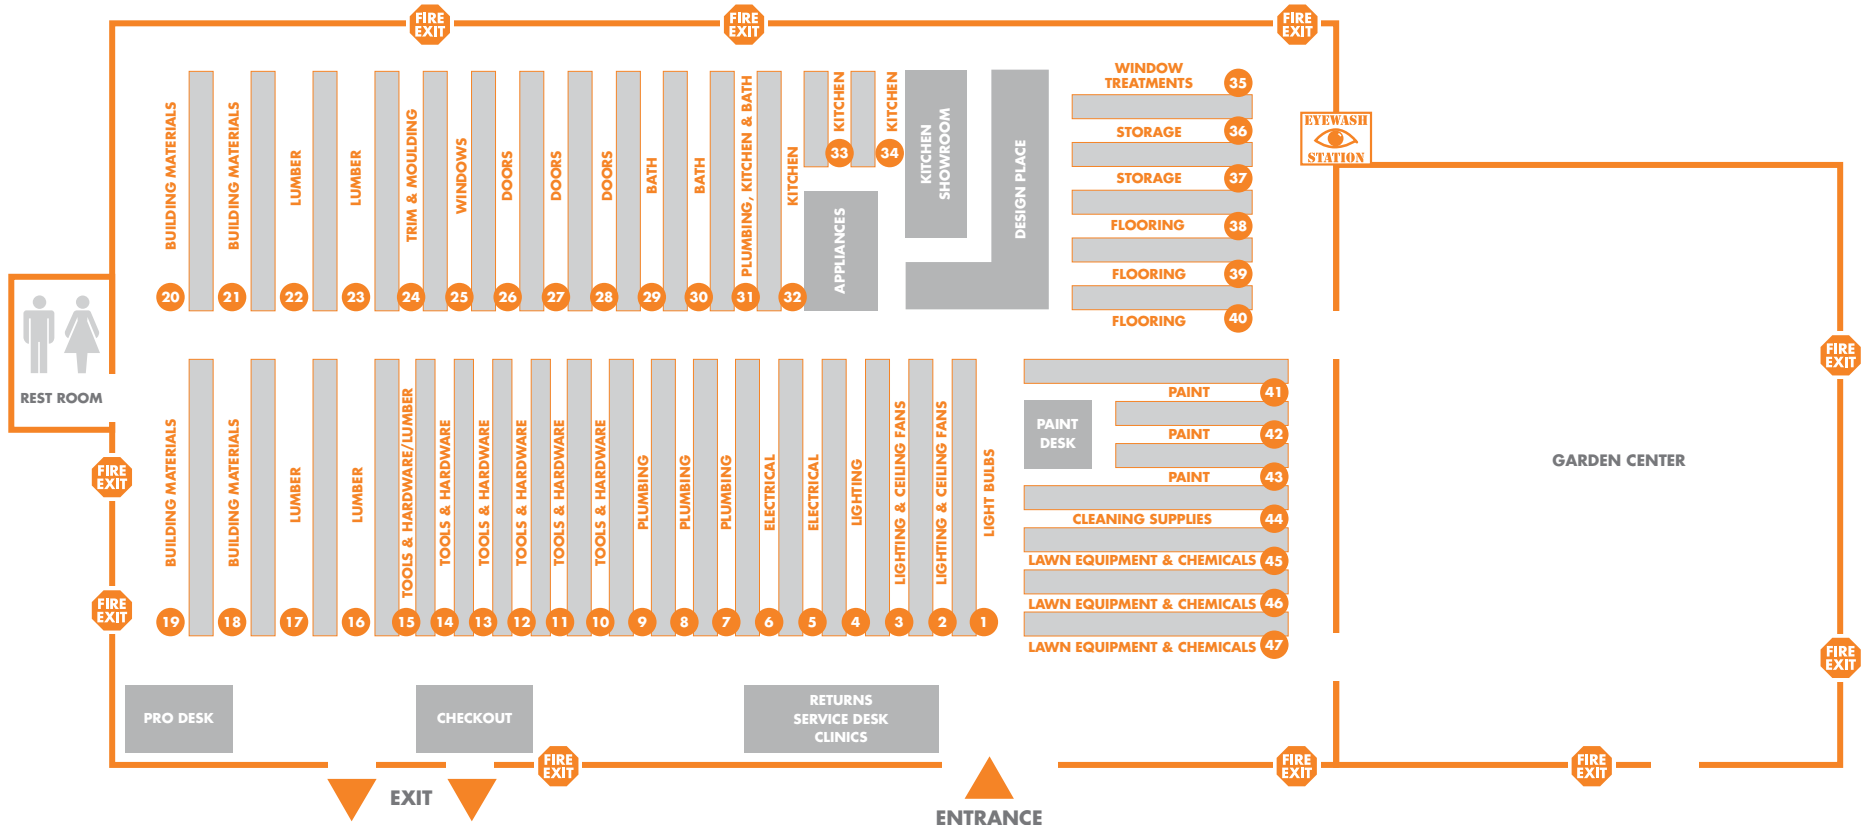 FIRE
EXIT
FIRE
EXIT
FIRE
EXIT
BUILDING MATERIALS
20
BUILDING MATERIALS
21
LUMBER
22
LUMBER
23
TRIM & MOULDING
24
WINDOWS
25
DOORS
26
DOORS
27
DOORS
28
BATH
29
BATH
30
PLUMBING, KITCHEN & BATH
31
KITCHEN
32
KITCHEN
33
KITCHEN
34
APPLIANCES
KITCHEN
SHOWROOM
DESIGN PLACE
WINDOW
TREATMENTS
35
STORAGE
36
STORAGE
37
FLOORING
38
FLOORING
39
FLOORING
40
EYEWASH
STATION
REST ROOM
FIRE
EXIT
FIRE
EXIT
BUILDING MATERIALS
19
BUILDING MATERIALS
18
LUMBER
17
LUMBER
16
TOOLS & HARDWARE/LUMBER
15
TOOLS & HARDWARE
14
TOOLS & HARDWARE
13
TOOLS & HARDWARE
12
TOOLS & HARDWARE
11
TOOLS & HARDWARE
10
PLUMBING
9
PLUMBING
8
PLUMBING
7
ELECTRICAL
6
ELECTRICAL
5
LIGHTING
4
LIGHTING & CEILING FANS
3
LIGHTING & CEILING FANS
2
LIGHT BULBS
1
PAINT
41
PAINT
DESK
PAINT
42
PAINT
43
CLEANING SUPPLIES
44
LAWN EQUIPMENT & CHEMICALS
45
LAWN EQUIPMENT & CHEMICALS
46
LAWN EQUIPMENT & CHEMICALS
47
GARDEN CENTER
FIRE
EXIT
FIRE
EXIT
PRO DESK
CHECKOUT
RETURNS
SERVICE DESK
CLINICS
FIRE
EXIT
FIRE
EXIT
FIRE
EXIT
EXIT
ENTRANCE